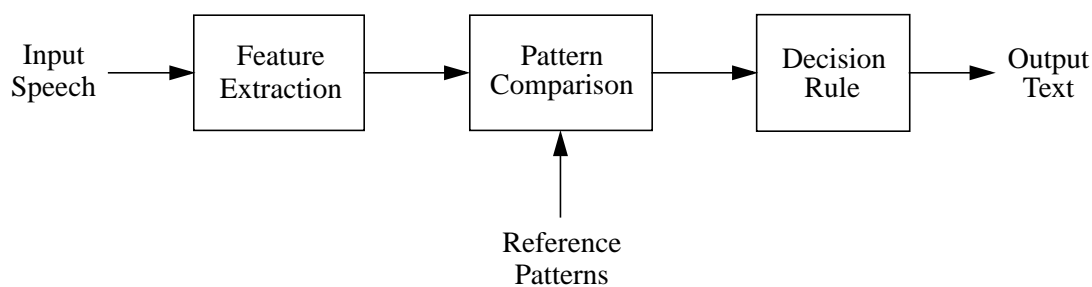 Input
Speech
Feature
Extraction
Pattern
Comparison
Decision
Rule
Output
Text
Reference
Patterns